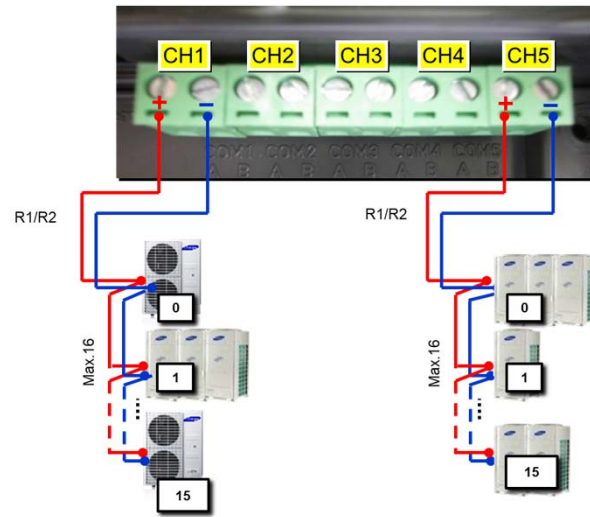 CH1 CH2 CH3 CH4 CH5
+ − + −
COM1 COM2 COM3 COM4 COM5
A B A B A B A B A B
R1/R2 R1/R2
0 0
Max.16 Max.16
1 1
15 15